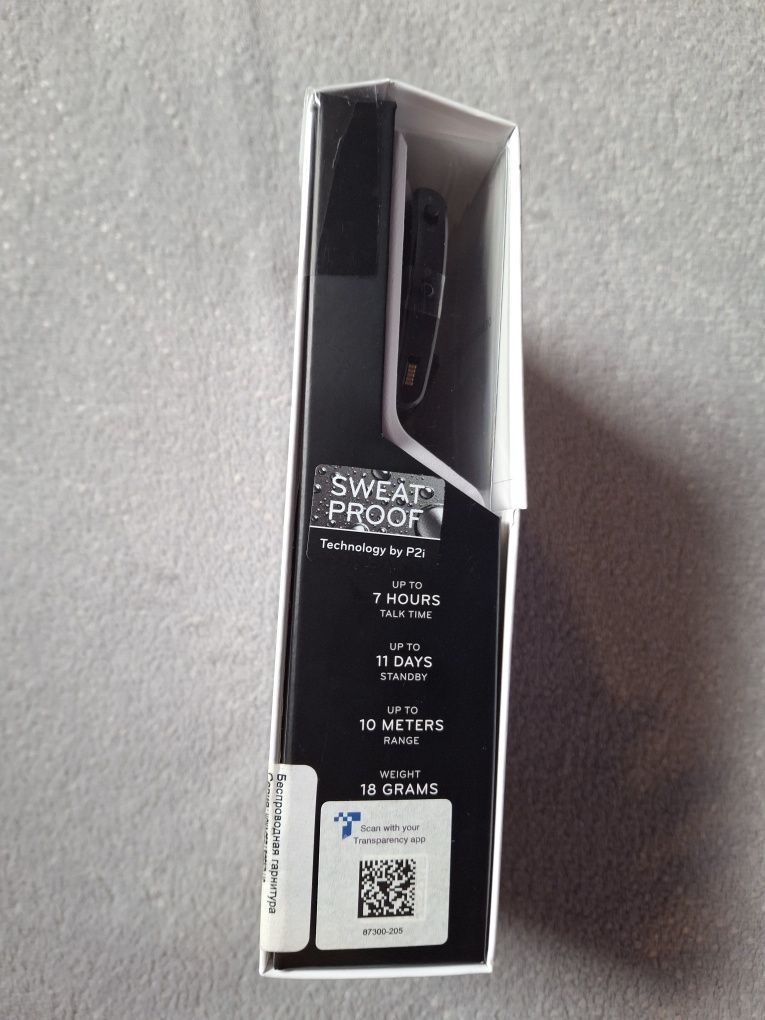 SWEAT
PROOF
Technology by P2i
UP TO
7 HOURS
TALK TIME
UP TO
11 DAYS
STANDBY
UP TO
10 METERS
RANGE
WEIGHT
18 GRAMS
Scan with your
Transparency app
87300-205
Беспроводная гарнитура